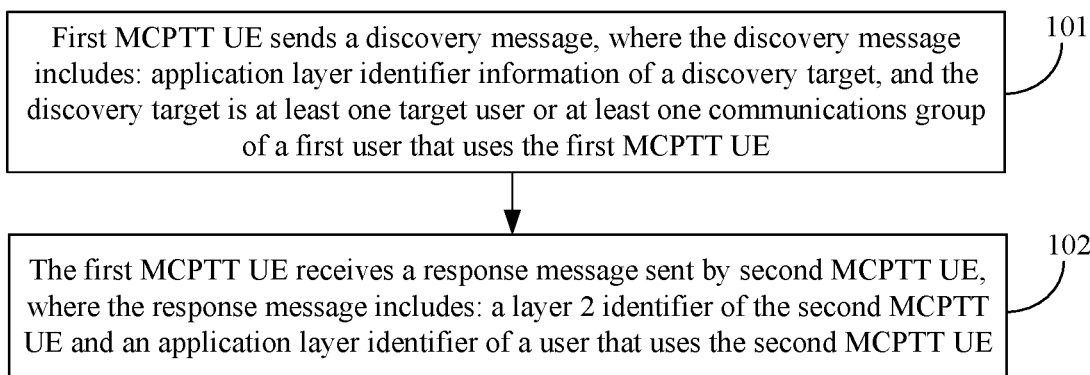 First MCPTT UE sends a discovery message, where the discovery message
includes: application layer identifier information of a discovery target, and the
discovery target is at least one target user or at least one communications group
of a first user that uses the first MCPTT UE
101
The first MCPTT UE receives a response message sent by second MCPTT UE,
where the response message includes: a layer 2 identifier of the second MCPTT
UE and an application layer identifier of a user that uses the second MCPTT UE
102